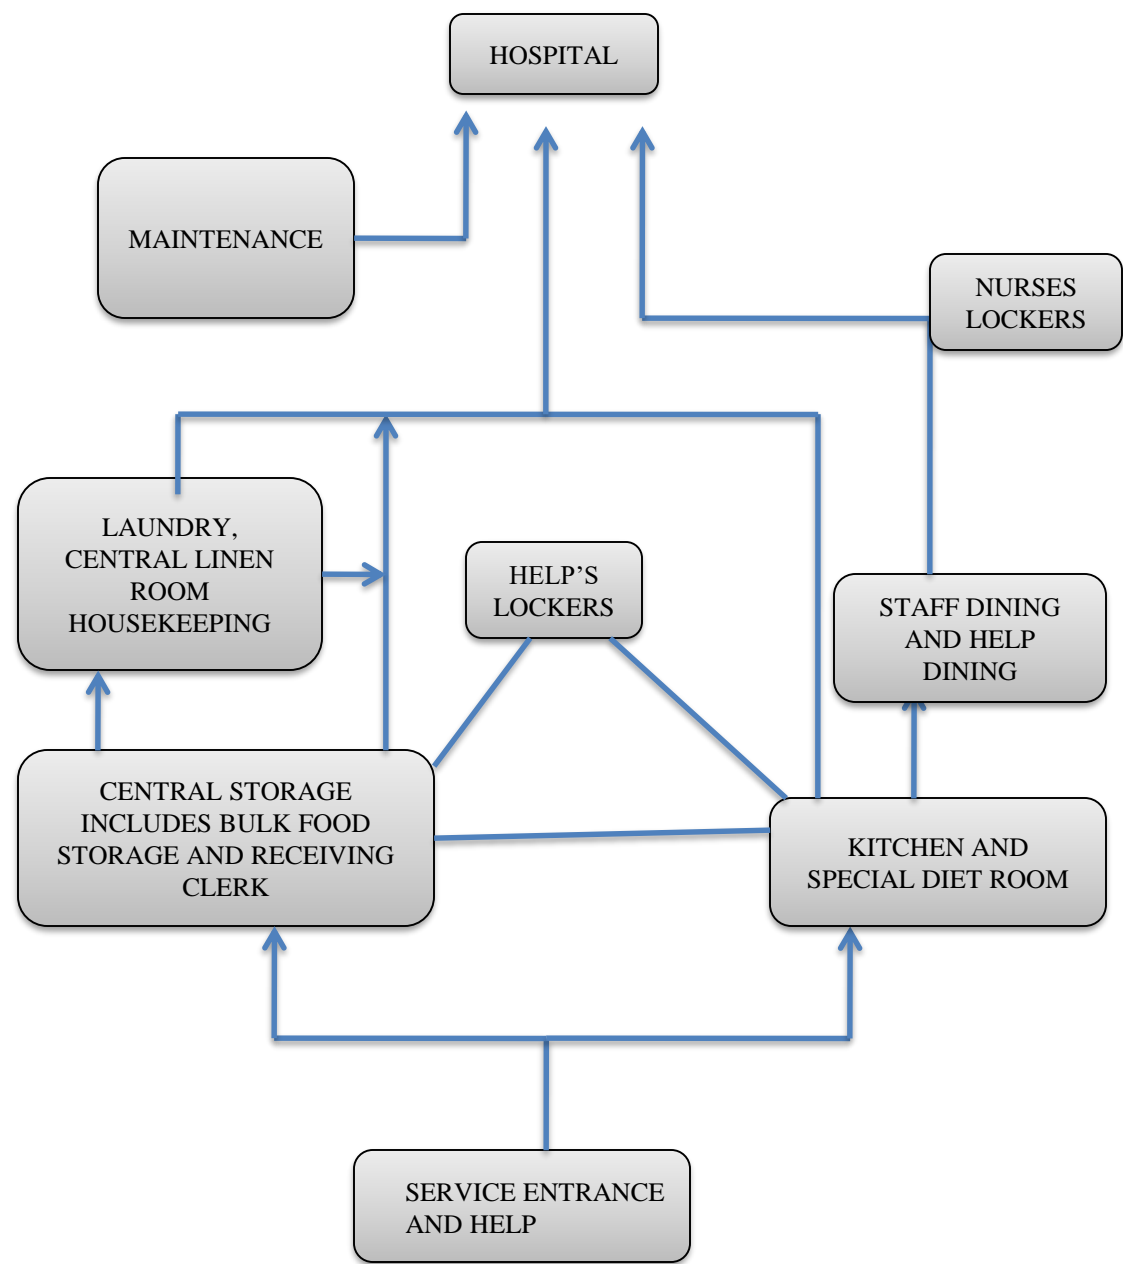 HOSPITAL
MAINTENANCE
NURSES
LOCKERS
LAUNDRY,
CENTRAL LINEN
ROOM
HOUSEKEEPING
HELP’S
LOCKERS
STAFF DINING
AND HELP
DINING
CENTRAL STORAGE
INCLUDES BULK FOOD
STORAGE AND RECEIVING
CLERK
KITCHEN AND
SPECIAL DIET ROOM
SERVICE ENTRANCE
AND HELP